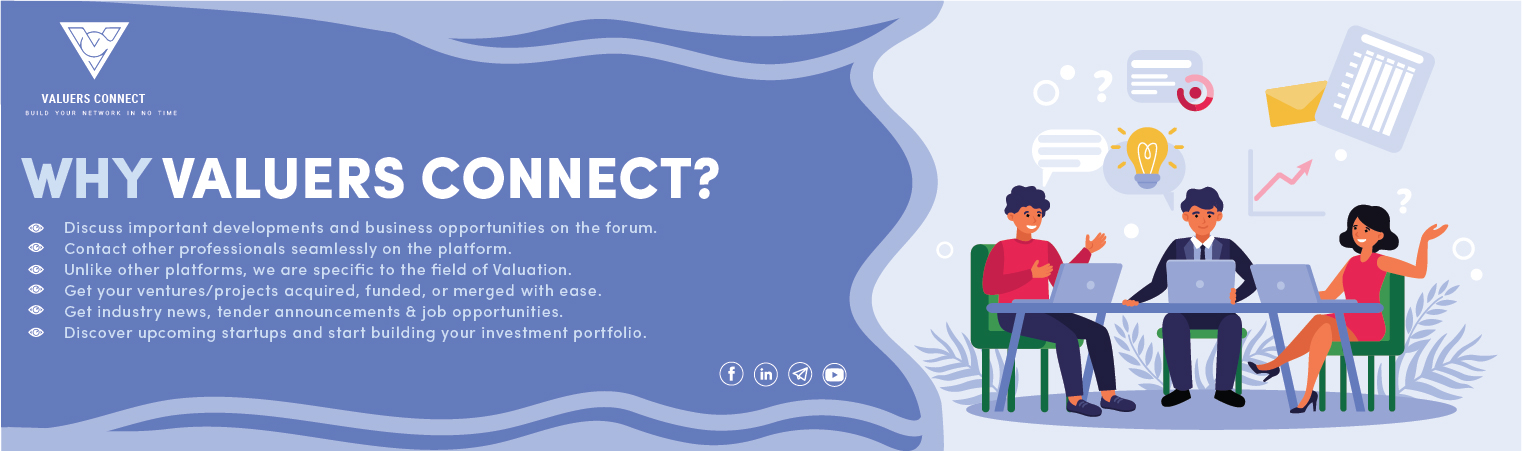 VALUERS CONNECT
BUILD YOUR NETWORK IN NO TIME
WHY VALUERS CONNECT?
Discuss important developments and business opportunities on the forum.
Contact other professionals seamlessly on the platform.
Unlike other platforms, we are specific to the field of Valuation.
Get your ventures/projects acquired, funded, or merged with ease.
Get industry news, tender announcements & job opportunities.
Discover upcoming startups and start building your investment portfolio.